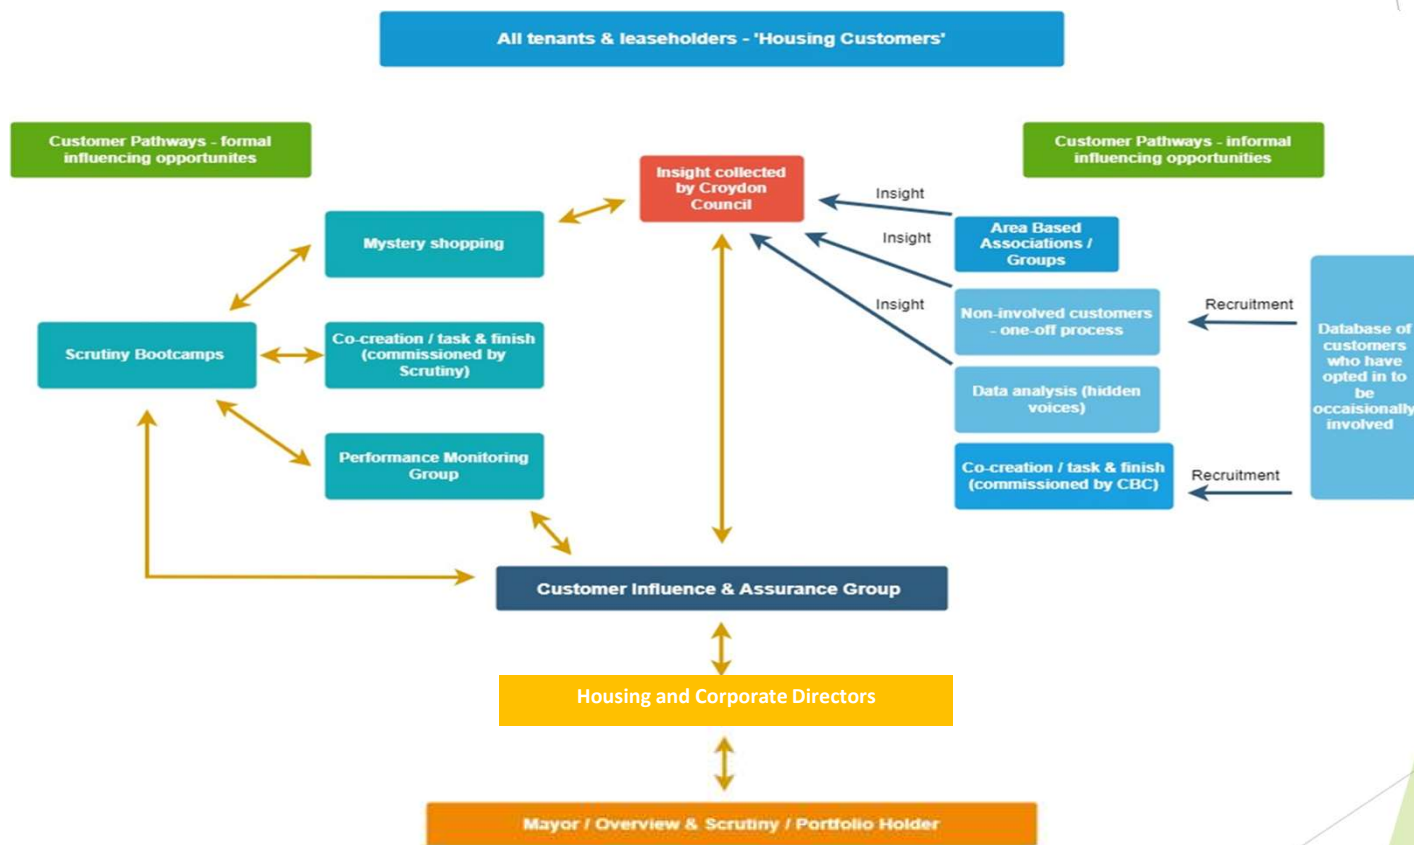 All tenants & leaseholders - 'Housing Customers'
Customer Pathways - formal
influencing opportunites
Customer Pathways - informal
influencing opportunities
Insight collected
by Croydon
Council
Insight
Insight
Insight
Mystery shopping
Area Based
Associations /
Groups
Scrutiny Bootcamps
Co-creation / task & finish
(commissioned by
Scrutiny)
Non-involved customers
- one-off process
Recruitment
Database of
customers
who have
opted in to
be
occaisionally
involved
Data analysis (hidden
voices)
Performance Monitoring
Group
Co-creation / task & finish
(commissioned by CBC)
Recruitment
Customer Influence & Assurance Group
Housing and Corporate Directors
Mayor / Overview & Scrutiny / Portfolio Holder